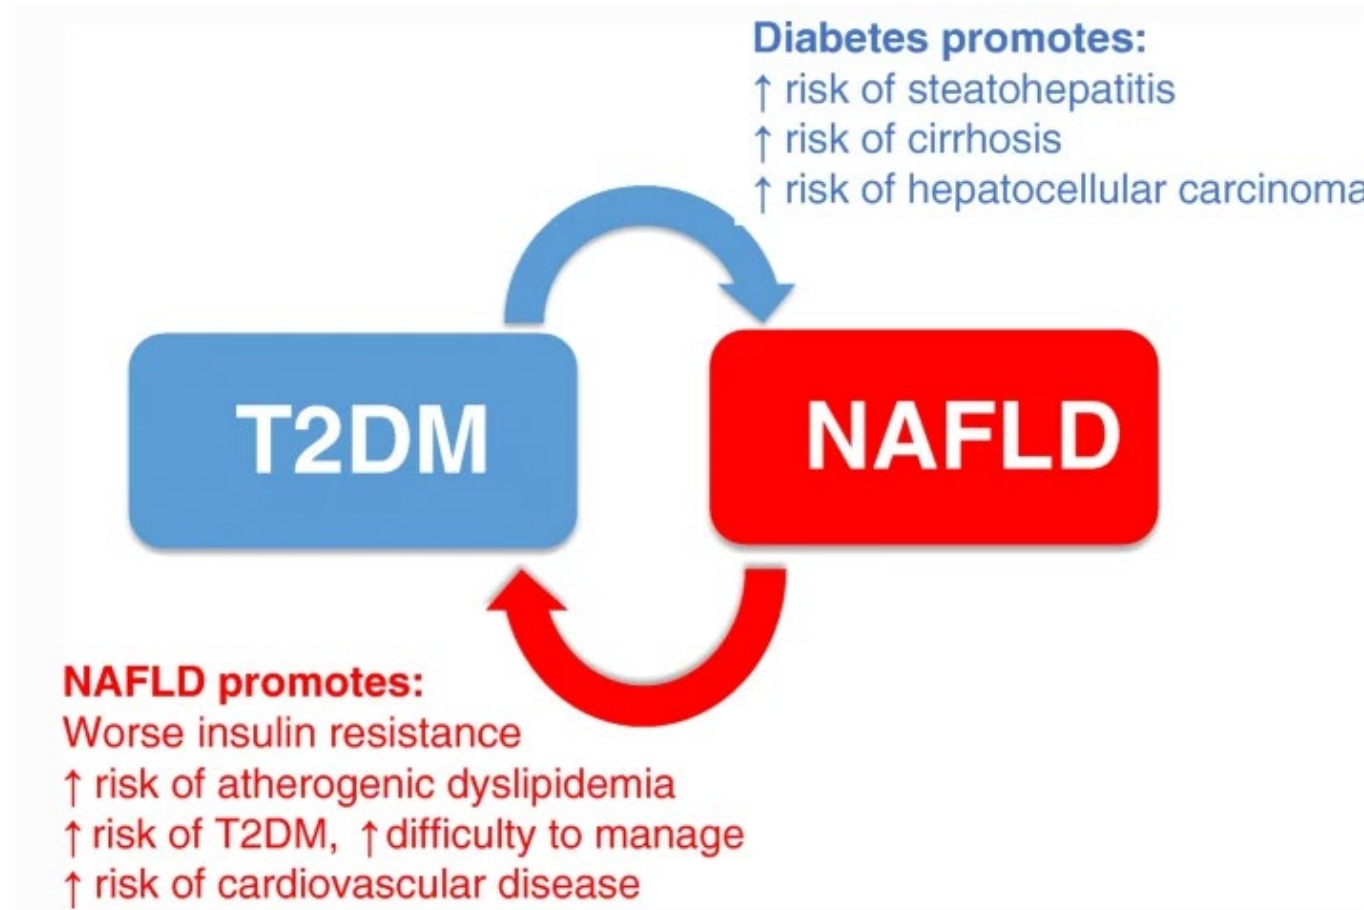 Diabetes promotes:
↑ risk of steatohepatitis
↑ risk of cirrhosis
↑ risk of hepatocellular carcinoma
T2DM
NAFLD
NAFLD promotes:
Worse insulin resistance
↑ risk of atherogenic dyslipidemia
↑ risk of T2DM, ↑ difficulty to manage
↑ risk of cardiovascular disease